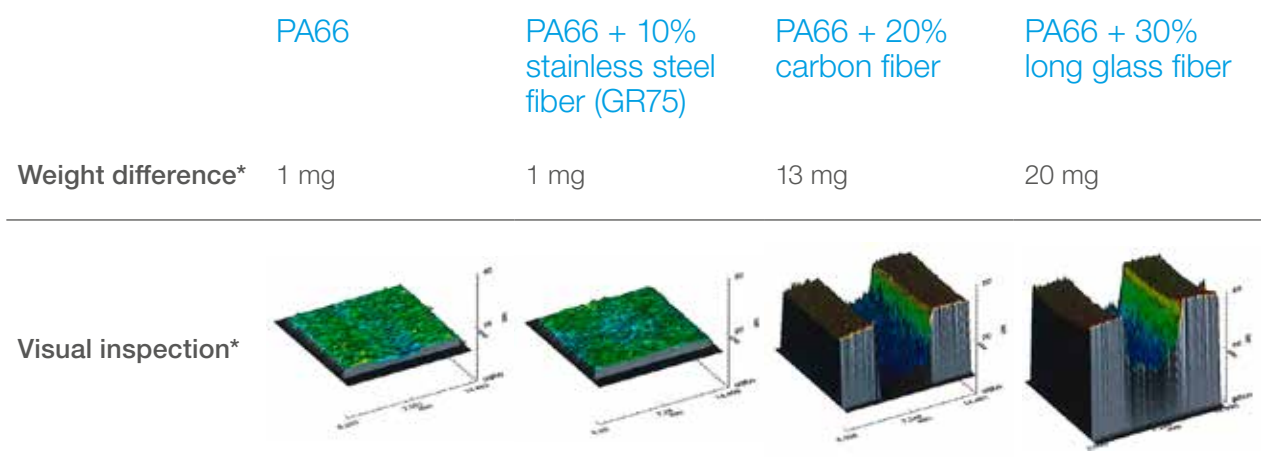 PA66
PA66 + 10%
stainless steel
fiber (GR75)
PA66 + 20%
carbon fiber
PA66 + 30%
long glass fiber
Weight difference* 1 mg 1 mg 13 mg 20 mg
Visual inspection*